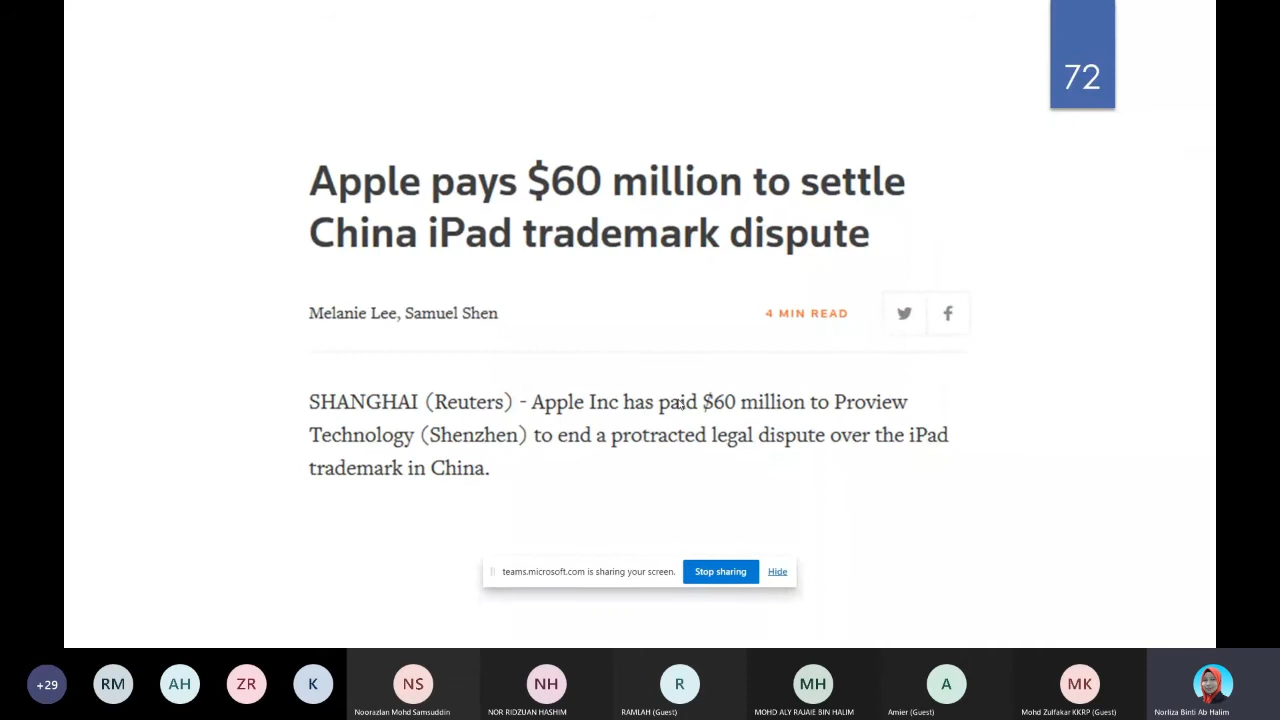 72
Apple pays $60 million to settle
China iPad trademark dispute
Melanie Lee, Samuel Shen
4 MIN READ
SHANGHAI (Reuters) - Apple Inc has paid $60 million to Proview
Technology (Shenzhen) to end a protracted legal dispute over the iPad
trademark in China.
teams.microsoft.com is sharing your screen.
Stop sharing
Hide
+29
RM
AH
ZR
K
NS
NH
R
MH
A
MK
Noorazlan Mohd Samsuddin
NOR RIDZUAN HASHIM
RAMLAH (Guest)
MOHD ALY RAJAIE BIN HALIM
Amier (Guest)
Mohd Zulfakar KKRP (Guest)
Norliza Binti Ab Halim